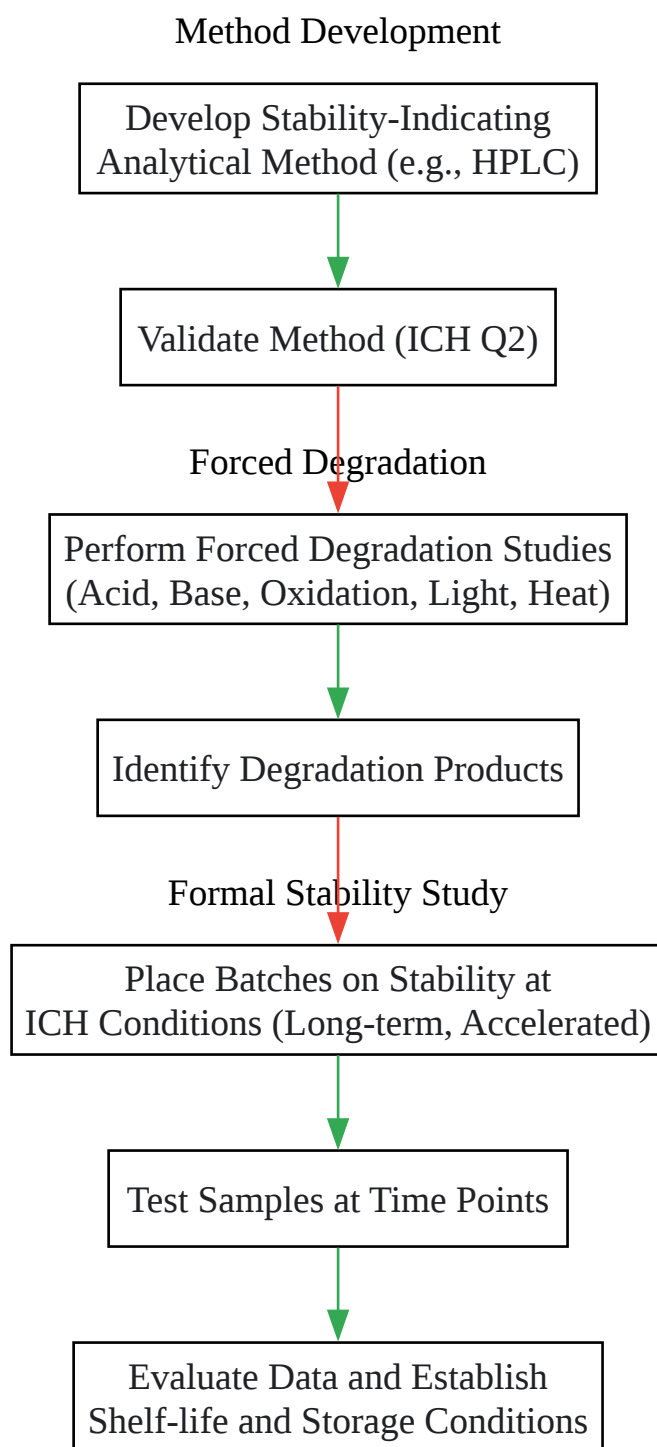 Method Development
Develop Stability-Indicating
Analytical Method (e.g., HPLC)
Validate Method (ICH Q2)
Forced Degradation
Perform Forced Degradation Studies
(Acid, Base, Oxidation, Light, Heat)
Identify Degradation Products
Formal Stability Study
Place Batches on Stability at
ICH Conditions (Long-term, Accelerated)
Test Samples at Time Points
Evaluate Data and Establish
Shelf-life and Storage Conditions